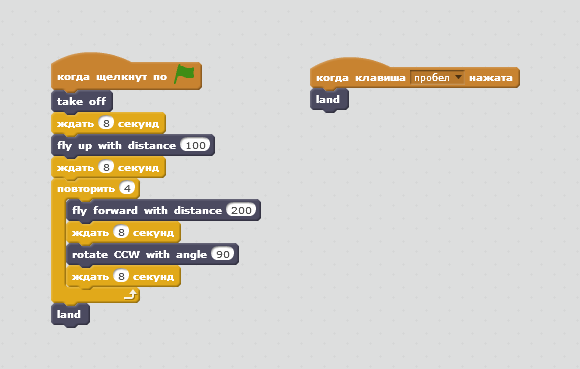 когда щелкнут по
take off
ждать 8 секунд
fly up with distance 100
ждать 8 секунд
повторить 4
fly forward with distance 200
ждать 8 секунд
rotate CCW with angle 90
ждать 8 секунд
land
когда клавиша пробел нажата
land